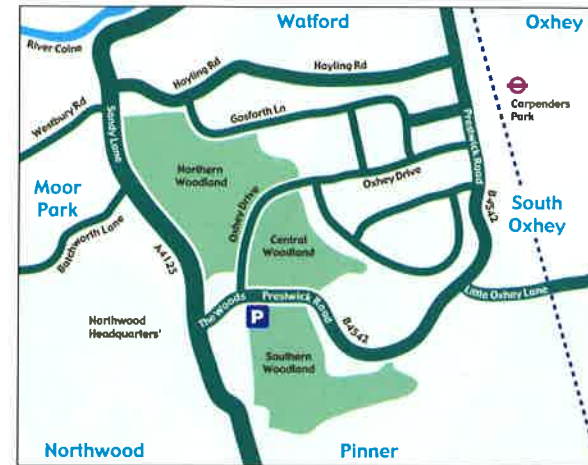 Watford
Oxhey
River Colne
Hayling Rd
Hayling Rd
Westbury Rd
Sandy Lane
Gosforth Ln
Carpenders
Park
Prestwick Road
Northern
Woodland
Oxhey Drive
Moor
Park
Oxhey Drive
B4542
South
Oxhey
Batchworth Lane
A4125
Central
Woodland
Little Oxhey Lane
The Woods
Prestwick Road
B4542
P
Northwood
Headquarters'
Southern
Woodland
Northwood
Pinner